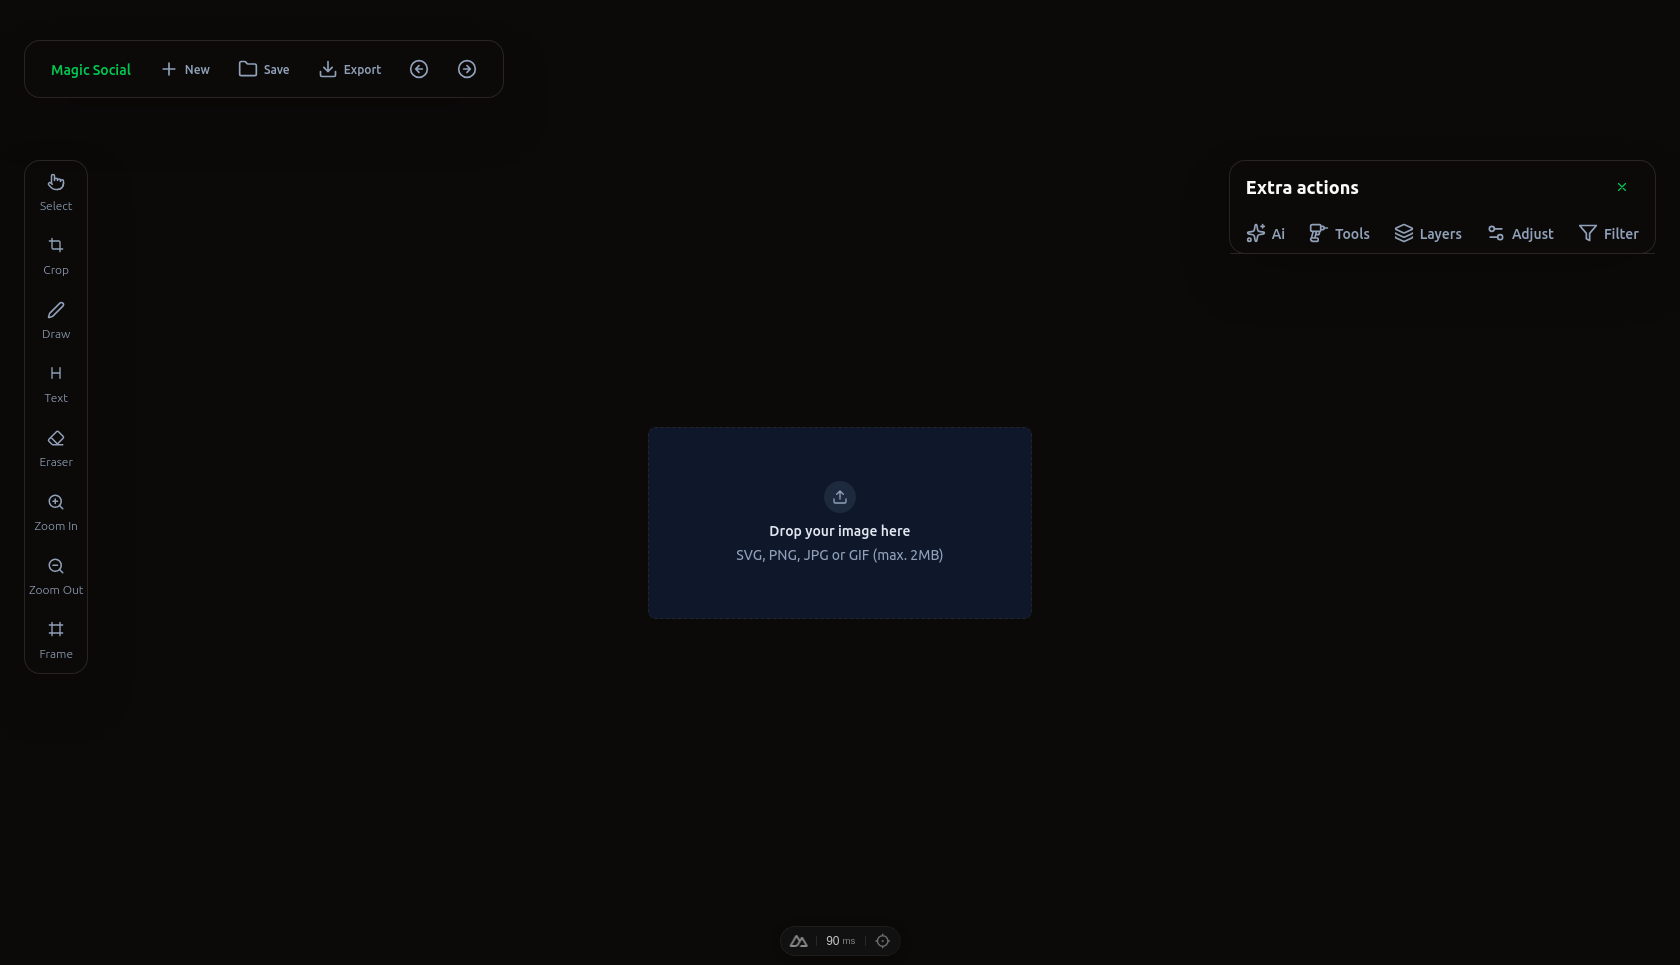 Magic Social
New
Save
Export
Select
Crop
Draw
Text
Eraser
Zoom In
Zoom Out
Frame
Extra actions
Ai
Tools
Layers
Adjust
Filter
Drop your image here
SVG, PNG, JPG or GIF (max. 2MB)
90 ms